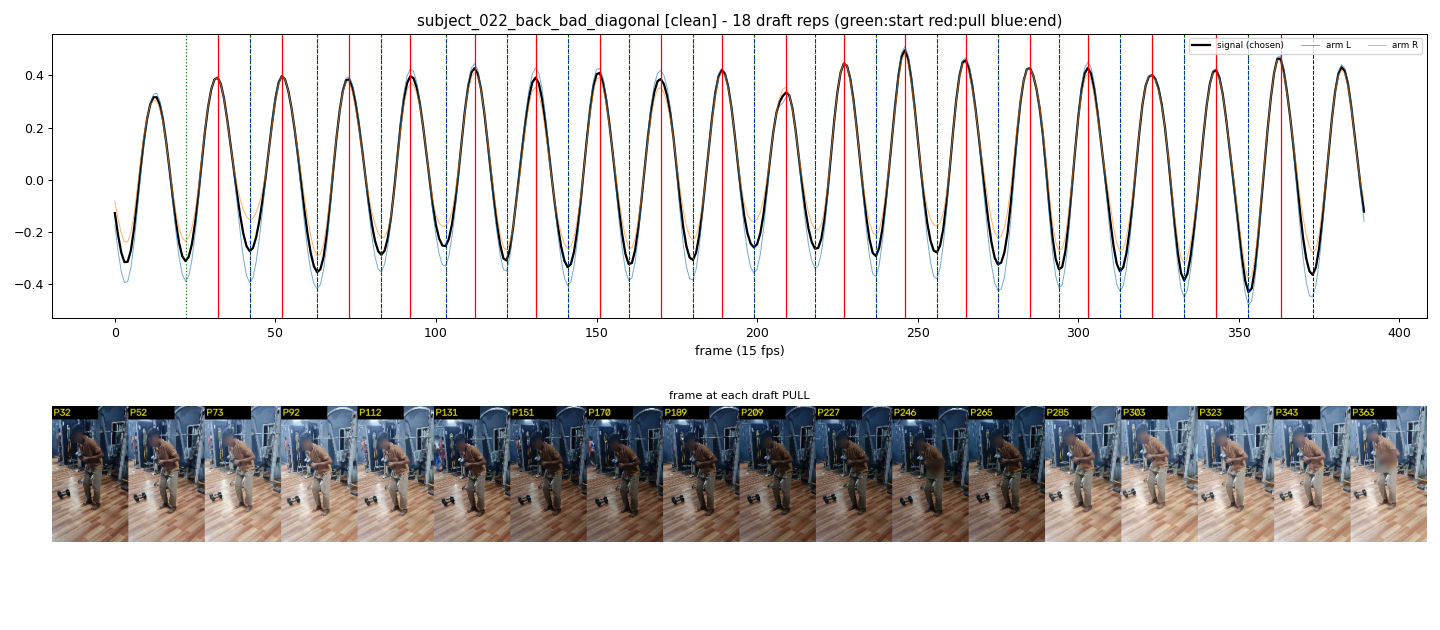 subject_022_back_bad_diagonal [clean] - 18 draft reps (green:start red:pull blue:end)
signal (chosen) arm L arm R
0.4
0.2
0.0
−0.2
−0.4
0 50 100 150 200 250 300 350 400
frame (15 fps)
frame at each draft PULL
P32 P52 P73 P92 P112 P131 P151 P170 P189 P209 P227 P246 P265 P285 P303 P323 P343 P363